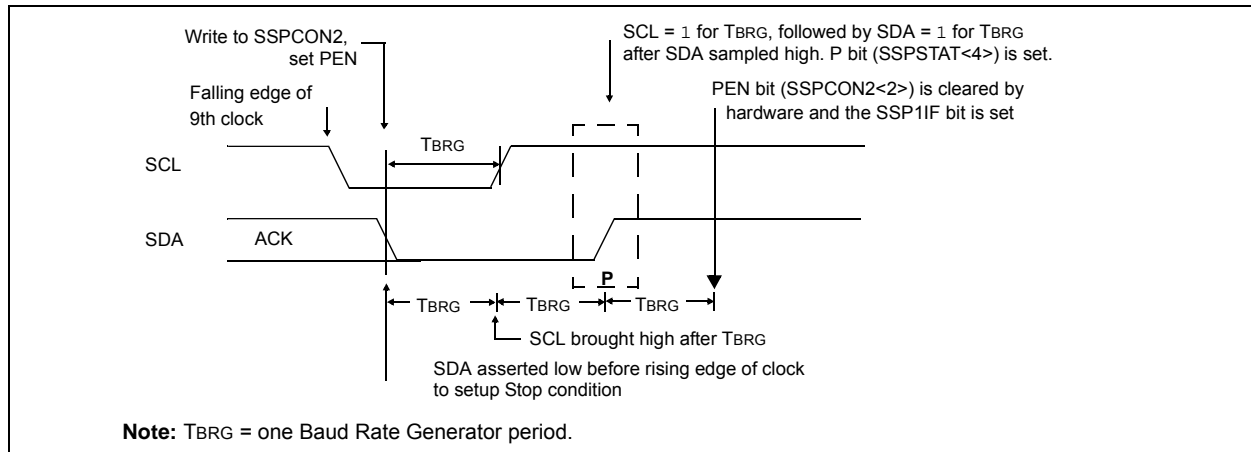 Write to SSPCON2,
set PEN
SCL = 1 for TBRG, followed by SDA = 1 for TBRG
after SDA sampled high. P bit (SSPSTAT<4>) is set.
Falling edge of
9th clock
PEN bit (SSPCON2<2>) is cleared by
hardware and the SSP1IF bit is set
TBRG
SCL
SDA
ACK
P
TBRG
TBRG
TBRG
SCL brought high after TBRG
SDA asserted low before rising edge of clock
to setup Stop condition
Note: TBRG = one Baud Rate Generator period.